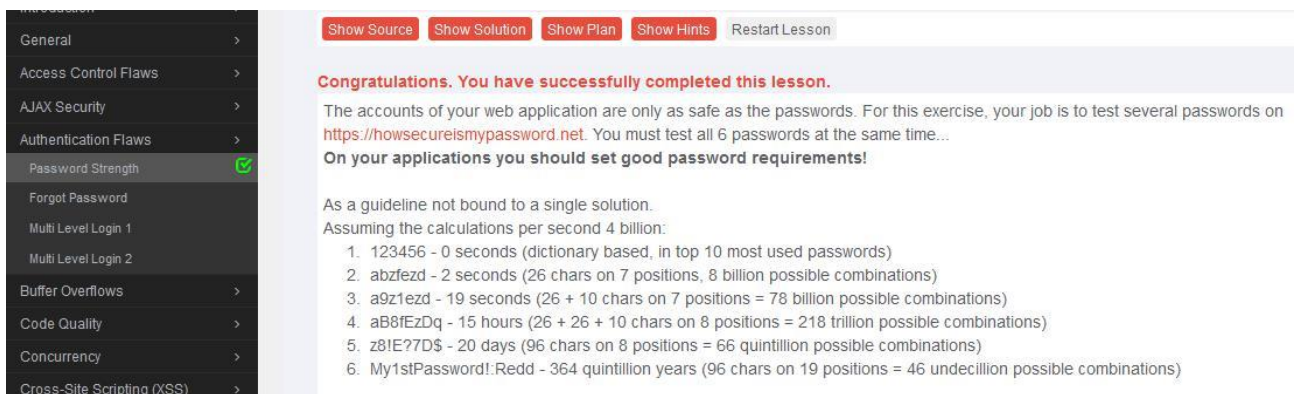 General
Access Control Flaws
AJAX Security
Authentication Flaws
Password Strength
Forgot Password
Multi Level Login 1
Multi Level Login 2
Buffer Overflows
Code Quality
Concurrency
Cross-Site Scripting (XSS)
Show Source Show Solution Show Plan Show Hints Restart Lesson
Congratulations. You have successfully completed this lesson.
The accounts of your web application are only as safe as the passwords. For this exercise, your job is to test several passwords on
https://howsecureismypassword.net. You must test all 6 passwords at the same time...
On your applications you should set good password requirements!
As a guideline not bound to a single solution.
Assuming the calculations per second 4 billion:
1. 123456 - 0 seconds (dictionary based, in top 10 most used passwords)
2. abzfezd - 2 seconds (26 chars on 7 positions, 8 billion possible combinations)
3. a9z1ezd - 19 seconds (26 + 10 chars on 7 positions = 78 billion possible combinations)
4. aB8fEzDq - 15 hours (26 + 26 + 10 chars on 8 positions = 218 trillion possible combinations)
5. z8!E?7D$ - 20 days (96 chars on 8 positions = 66 quintillion possible combinations)
6. My1stPassword!:Redd - 364 quintillion years (96 chars on 19 positions = 46 undecillion possible combinations)